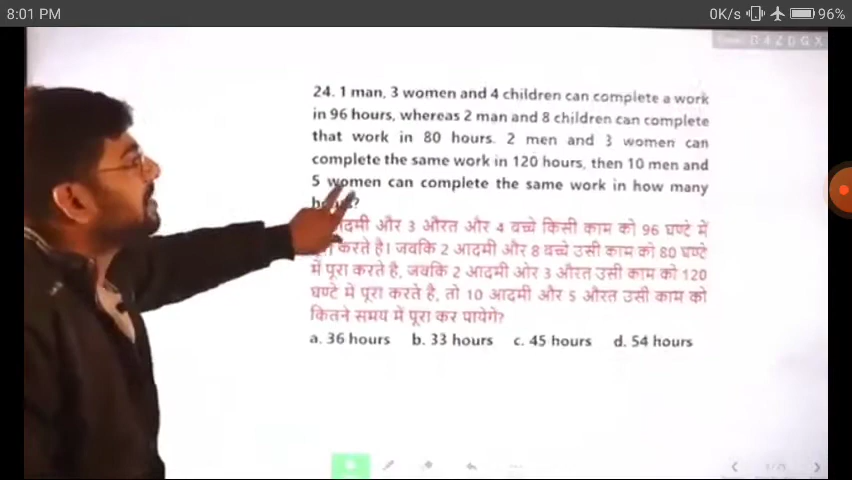 8:01 PM
0K/s 96%
24. 1 man, 3 women and 4 children can complete a work
in 96 hours, whereas 2 man and 8 children can complete
that work in 80 hours. 2 men and 3 women can
complete the same work in 120 hours, then 10 men and
5 women can complete the same work in how many
और 3 औरत और 4 बच्चे किसी काम को 96 घण्टे में
करते है। जबकि 2 आदमी और 8 बच्चे उसी काम को 80 घण्टे
में पूरा करते है, जबकि 2 आदमी ओर 3 औरत उसी काम को 120
घण्टे मे पूरा करते है, तो 10 आदमी और 5 औरत उसी काम को
कितने समय में पूरा कर पायेगे?
a. 36 hours b. 33 hours c. 45 hours d. 54 hours